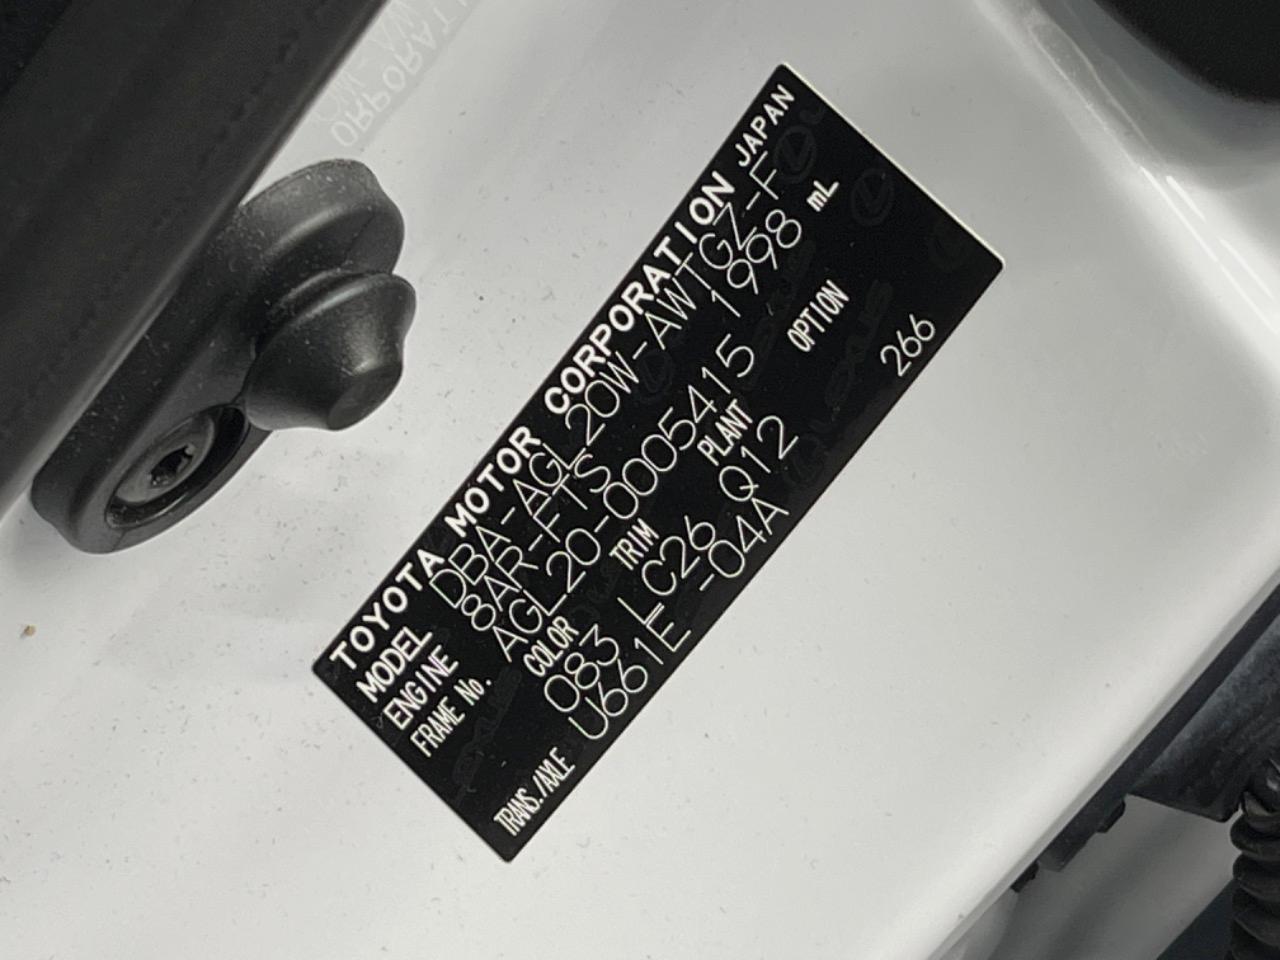 TOYOTA MOTOR CORPORATION JAPAN
MODEL DBA-AGL20W-AWTGZ-F
ENGINE 8AR-FTS 1998 mL
FRAME No. AGL20-0005415
COLOR TRIM PLANT OPTION
083 LC26 Q12 266
TRANS./AXLE U661E -04A